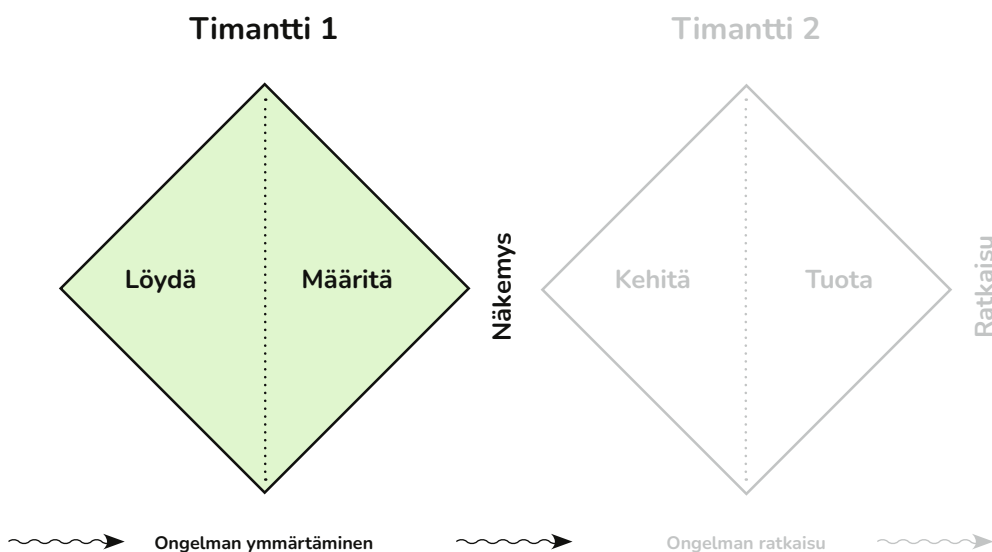 Timantti 1
Timantti 2
Löydä
Määritä
Näkemys
Kehitä
Tuota
Ratkaisu
Ongelman ymmärtäminen
Ongelman ratkaisu